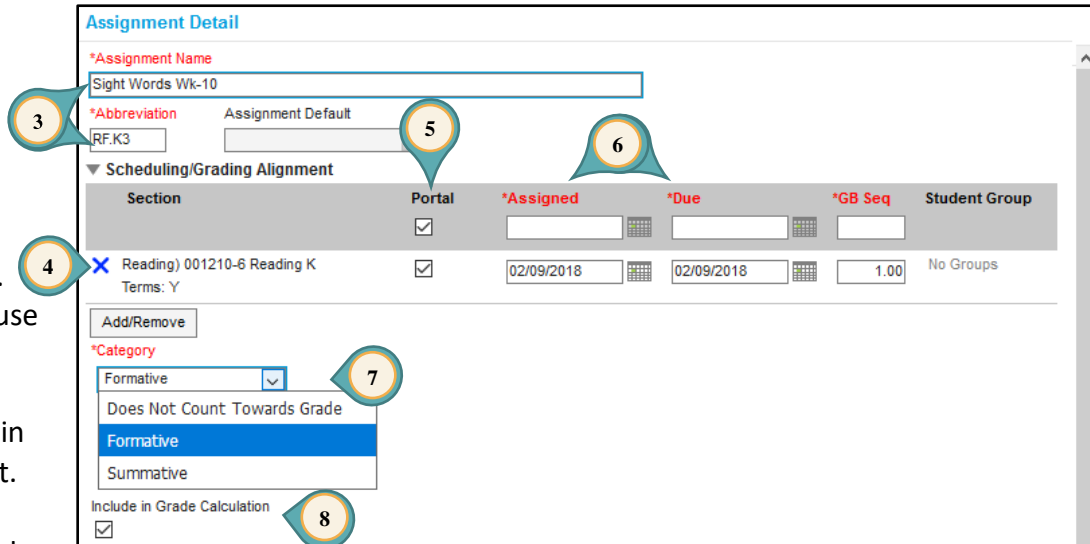 Assignment Detail
*Assignment Name
Sight Words Wk-10
3
*Abbreviation Assignment Default
5
6
RF.K3
Scheduling/Grading Alignment
Section Portal *Assigned *Due *GB Seq Student Group
4
Reading) 001210-6 Reading K 02/09/2018 02/09/2018 1.00 No Groups
Terms: Y
.
use
Add/Remove
*Category
Formative
7
Does Not Count Towards Grade
in
Formative
t.
Summative
Include in Grade Calculation
8